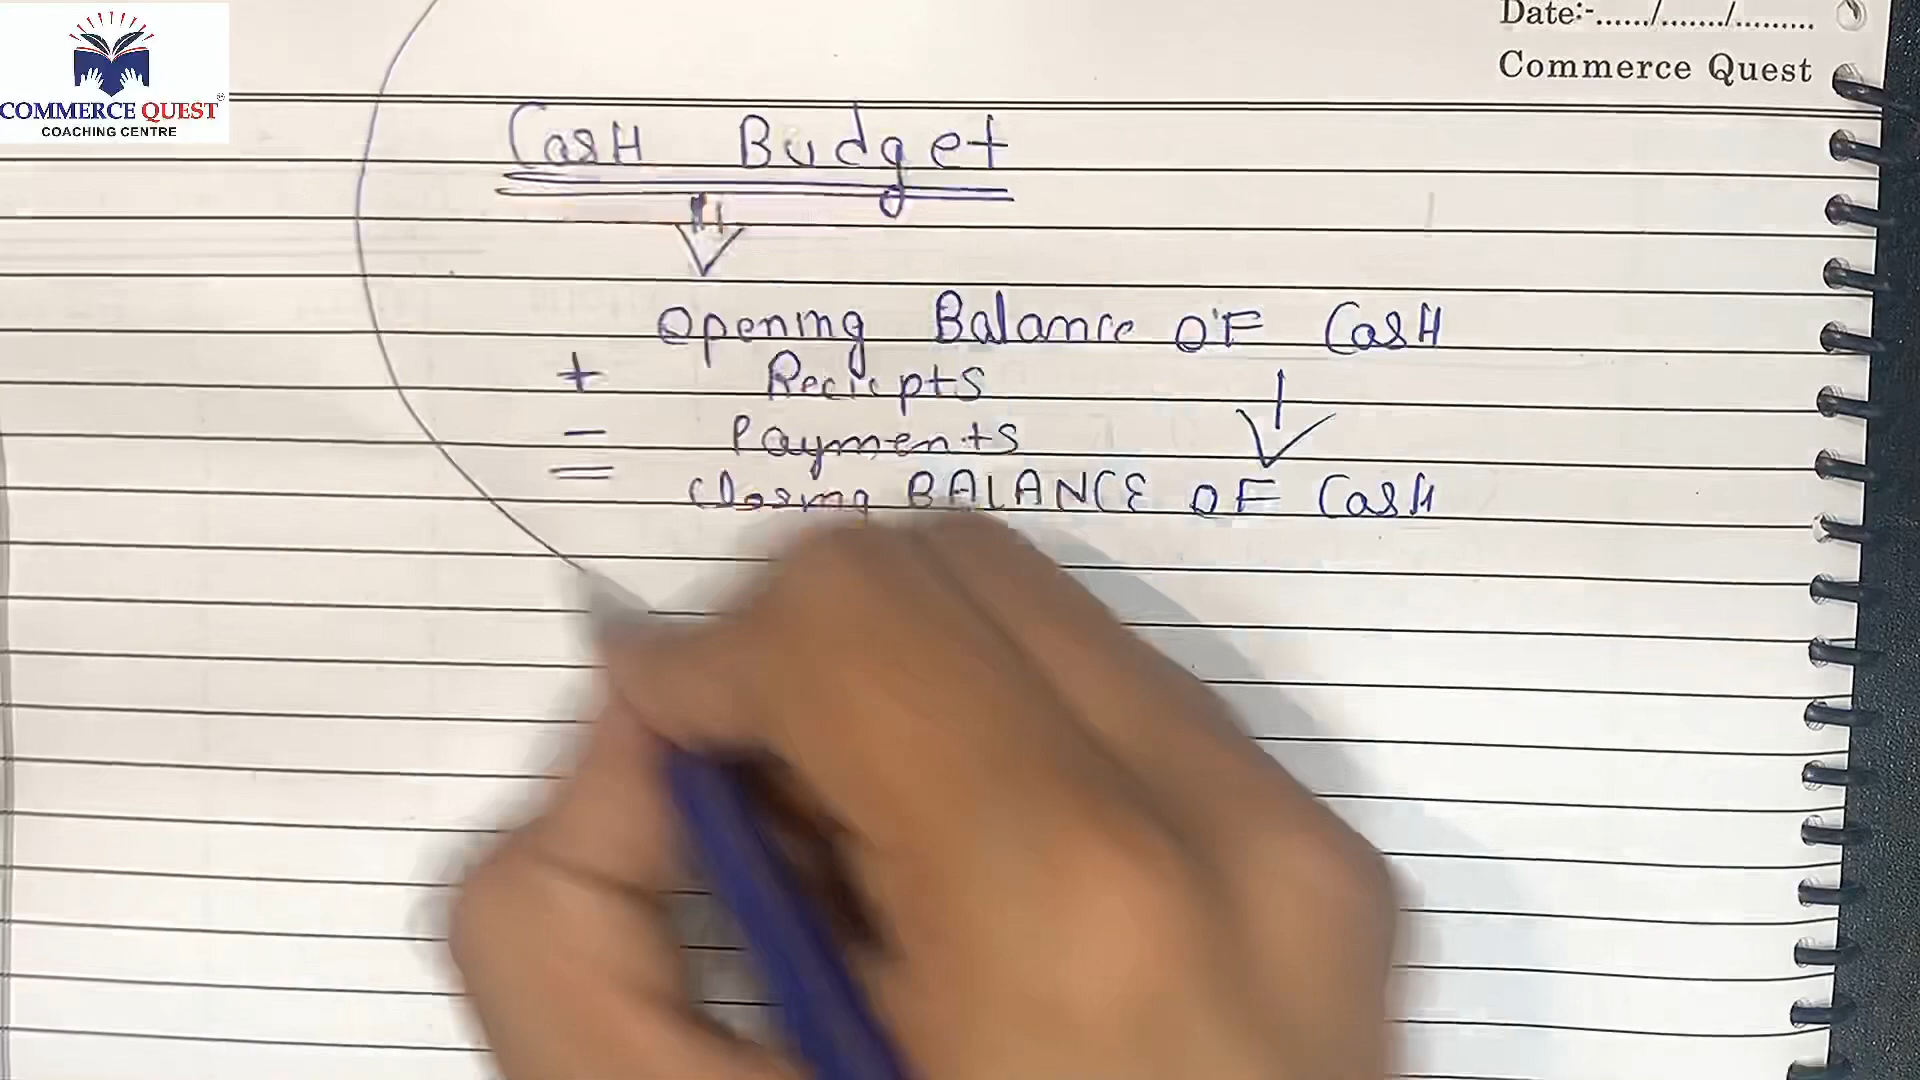 Date:-....../......./.........
Commerce Quest
COMMERCE QUEST
COACHING CENTRE
CasH Budget
Opening Balance OF CasH
+ Reciepts
- Payments
= closing BALANCE OF CasH